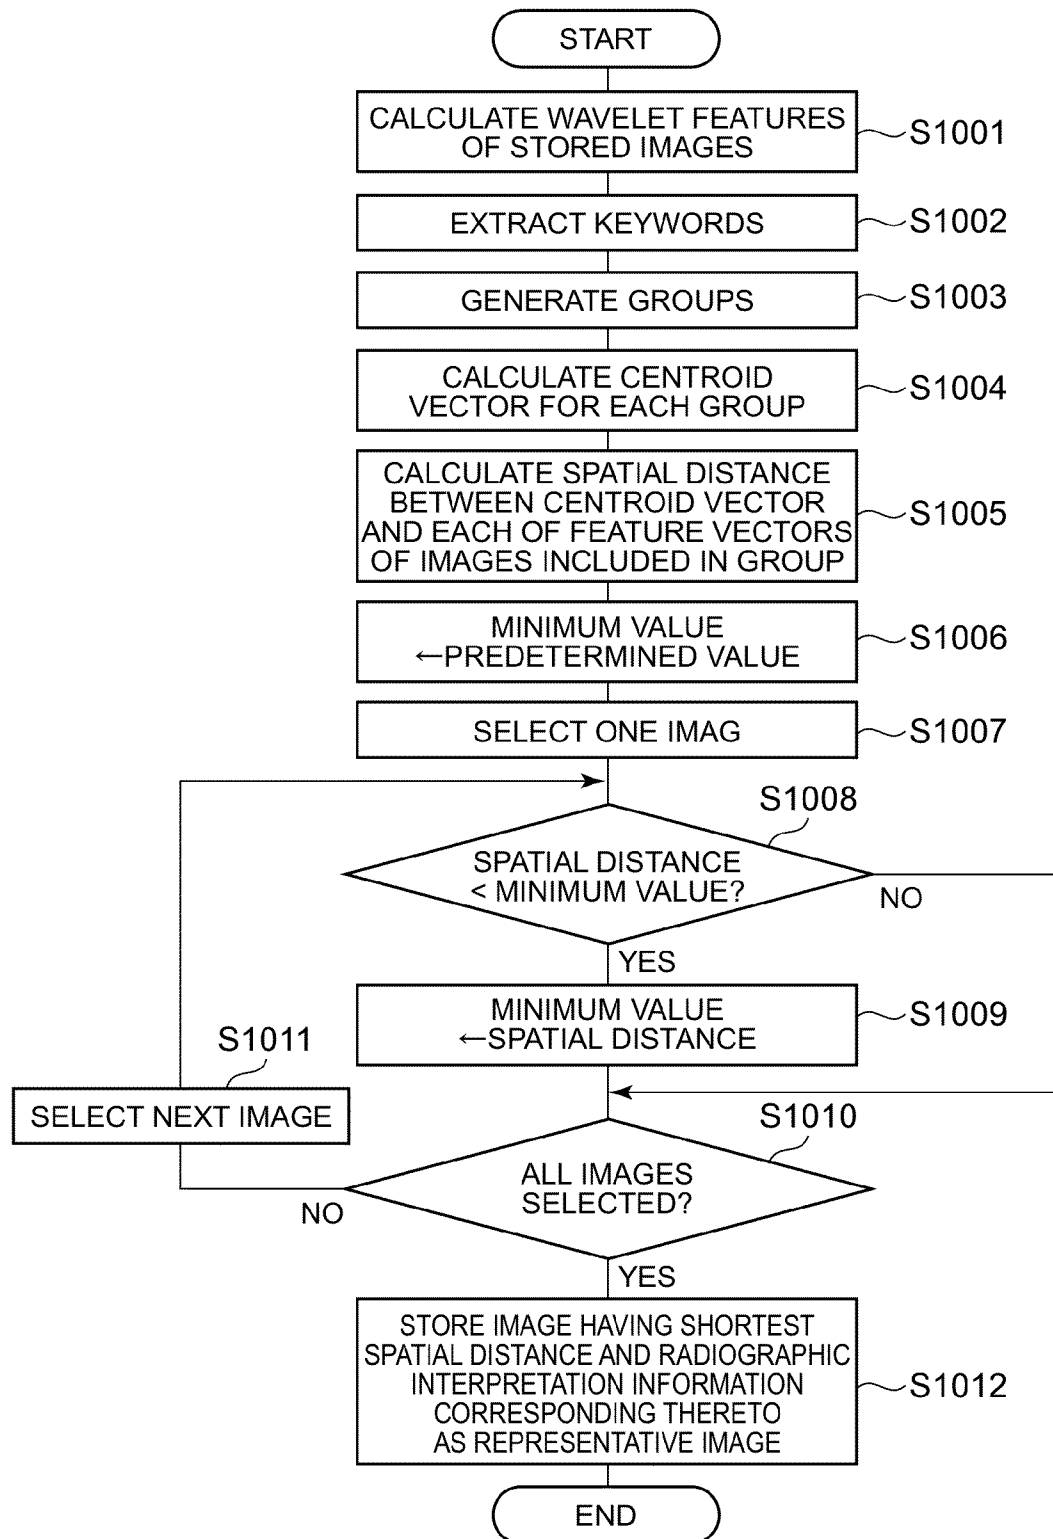 START
CALCULATE WAVELET FEATURES
OF STORED IMAGES
S1001
EXTRACT KEYWORDS
S1002
GENERATE GROUPS
S1003
CALCULATE CENTROID
VECTOR FOR EACH GROUP
S1004
CALCULATE SPATIAL DISTANCE
BETWEEN CENTROID VECTOR
AND EACH OF FEATURE VECTORS
OF IMAGES INCLUDED IN GROUP
S1005
MINIMUM VALUE
←PREDETERMINED VALUE
S1006
SELECT ONE IMAG
S1007
S1008
SPATIAL DISTANCE
< MINIMUM VALUE?
NO
YES
MINIMUM VALUE
←SPATIAL DISTANCE
S1009
S1011
SELECT NEXT IMAGE
S1010
ALL IMAGES
SELECTED?
NO
YES
STORE IMAGE HAVING SHORTEST
SPATIAL DISTANCE AND RADIOGRAPHIC
INTERPRETATION INFORMATION
CORRESPONDING THERETO
AS REPRESENTATIVE IMAGE
S1012
END